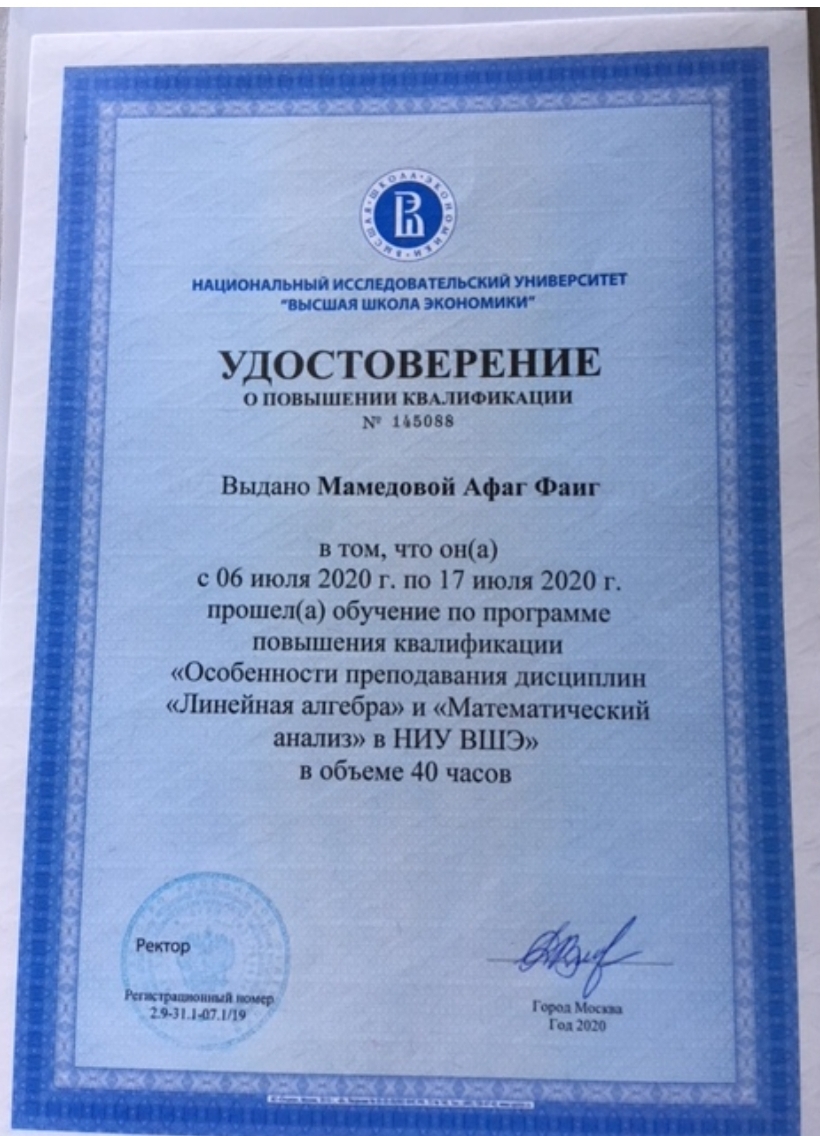 ВЫСШАЯ ШКОЛА ЭКОНОМИКИ
НАЦИОНАЛЬНЫЙ ИССЛЕДОВАТЕЛЬСКИЙ УНИВЕРСИТЕТ
"ВЫСШАЯ ШКОЛА ЭКОНОМИКИ"
УДОСТОВЕРЕНИЕ
О ПОВЫШЕНИИ КВАЛИФИКАЦИИ
№ 145088
Выдано Мамедовой Афаг Фаиг
в том, что он(а)
с 06 июля 2020 г. по 17 июля 2020 г.
прошел(а) обучение по программе
повышения квалификации
«Особенности преподавания дисциплин
«Линейная алгебра» и «Математический
анализ» в НИУ ВШЭ»
в объеме 40 часов
Ректор
Регистрационный номер
2.9-31.1-07.1/19
Город Москва
Год 2020